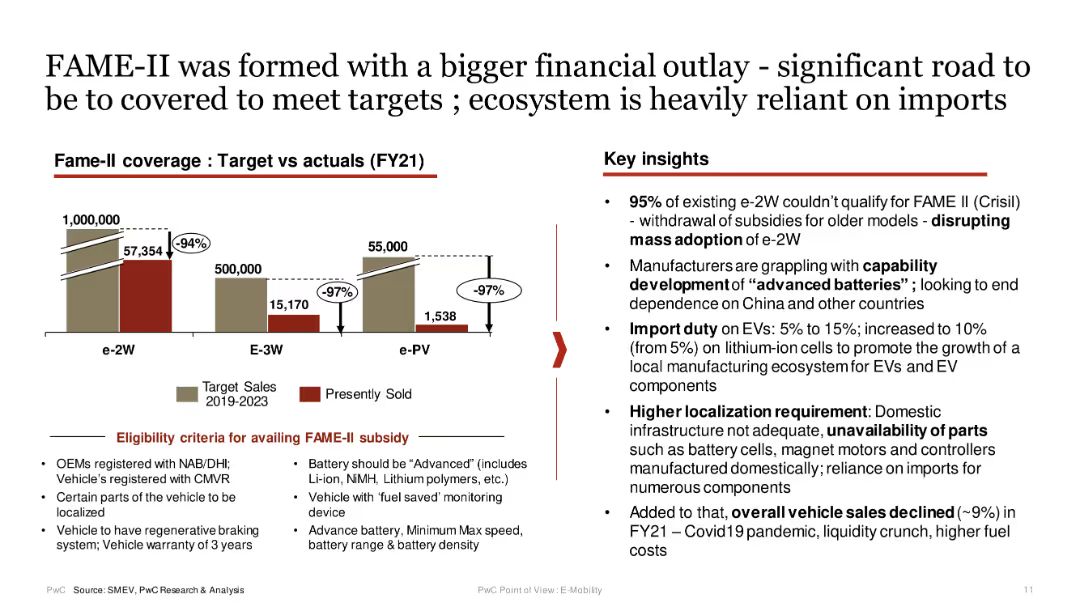 FAME-II was formed with a bigger financial outlay - significant road to
be to covered to meet targets ; ecosystem is heavily reliant on imports
Fame-II coverage : Target vs actuals (FY21)
1,000,000
57,354
-94%
500,000
15,170
-97%
55,000
1,538
-97%
e-2W
E-3W
e-PV
Target Sales
2019-2023
Presently Sold
Eligibility criteria for availing FAME-II subsidy
• OEMs registered with NAB/DHI;
Vehicle's registered with CMVR
• Certain parts of the vehicle to be
localized
• Vehicle to have regenerative braking
system; Vehicle warranty of 3 years
• Battery should be “Advanced” (includes
Li-ion, NiMH, Lithium polymers, etc.)
• Vehicle with ‘fuel saved’ monitoring
device
• Advance battery, Minimum Max speed,
battery range & battery density
Key insights
• 95% of existing e-2W couldn’t qualify for FAME II (Crisil)
- withdrawal of subsidies for older models - disrupting
mass adoption of e-2W
• Manufacturers are grappling with capability
development of “advanced batteries” ; looking to end
dependence on China and other countries
• Import duty on EVs: 5% to 15%; increased to 10%
(from 5%) on lithium-ion cells to promote the growth of a
local manufacturing ecosystem for EVs and EV
components
• Higher localization requirement: Domestic
infrastructure not adequate, unavailability of parts
such as battery cells, magnet motors and controllers
manufactured domestically; reliance on imports for
numerous components
• Added to that, overall vehicle sales declined (~9%) in
FY21 – Covid19 pandemic, liquidity crunch, higher fuel
costs
PwC Source: SMEV, PwC Research & Analysis
PwC Point of View : E-Mobility
11